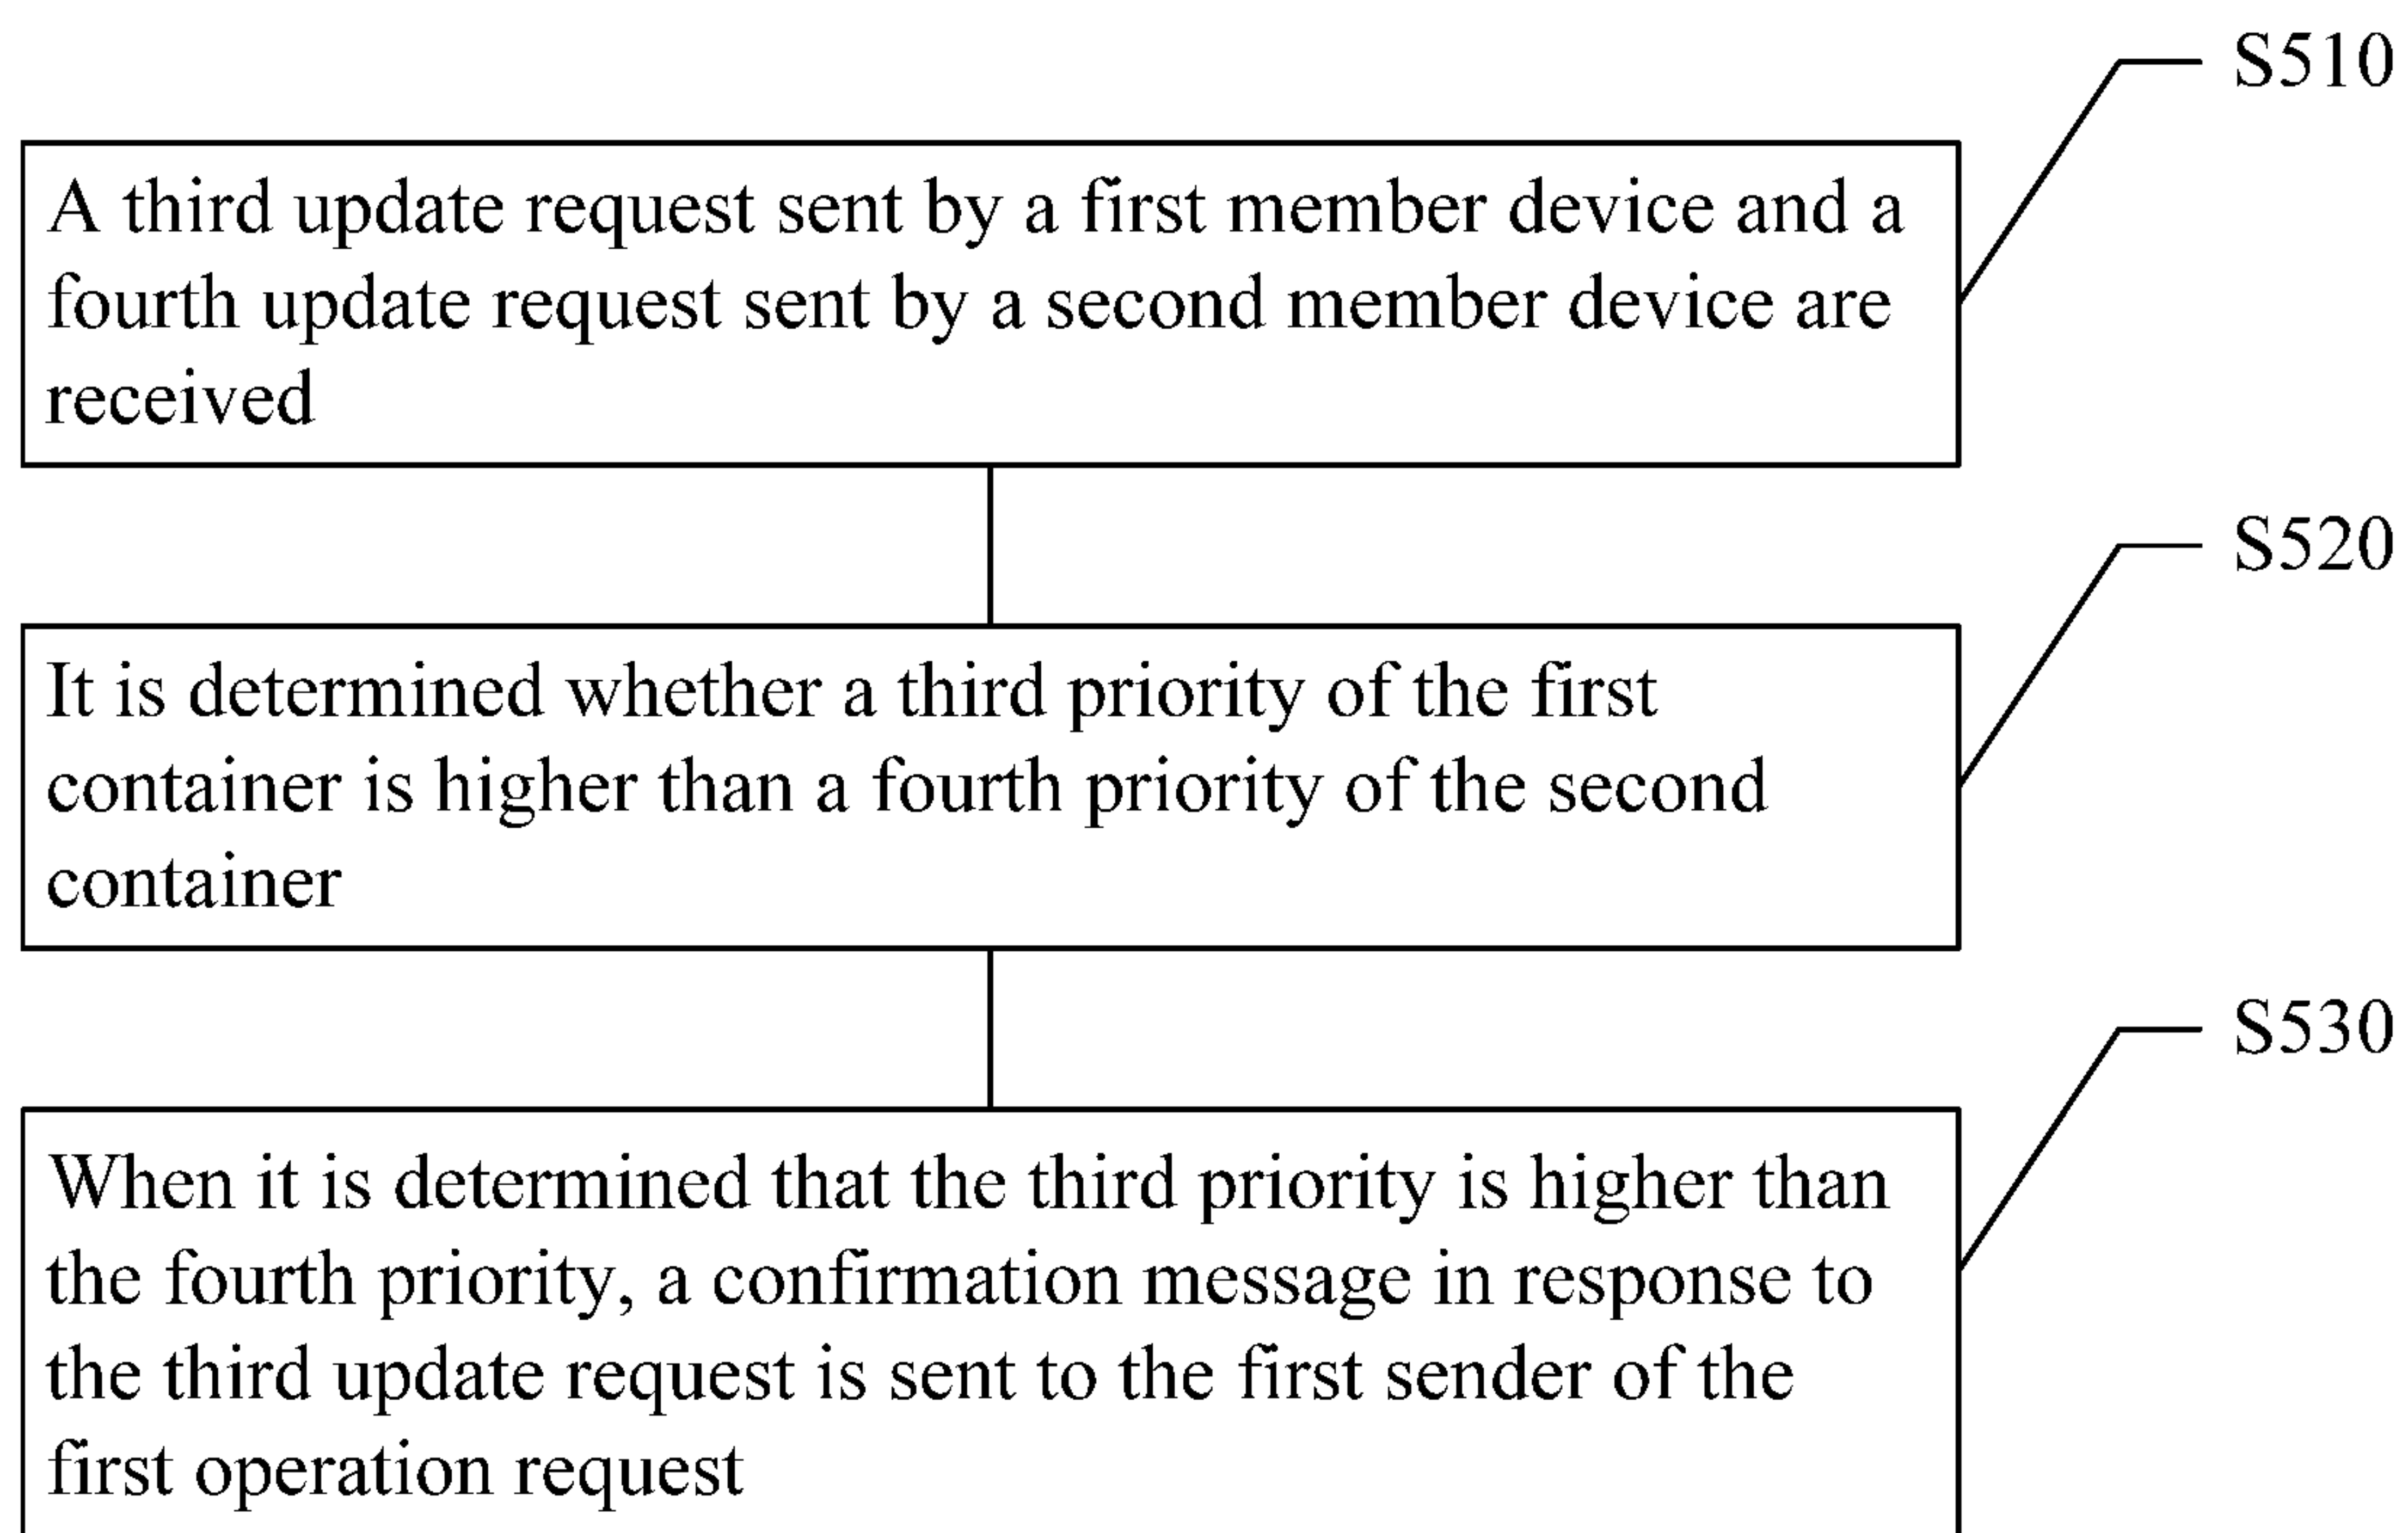 S510
A third update request sent by a first member device and a
fourth update request sent by a second member device are
received
S520
It is determined whether a third priority of the first
container is higher than a fourth priority of the second
container
S530
When it is determined that the third priority is higher than
the fourth priority, a confirmation message in response to
the third update request is sent to the first sender of the
first operation request